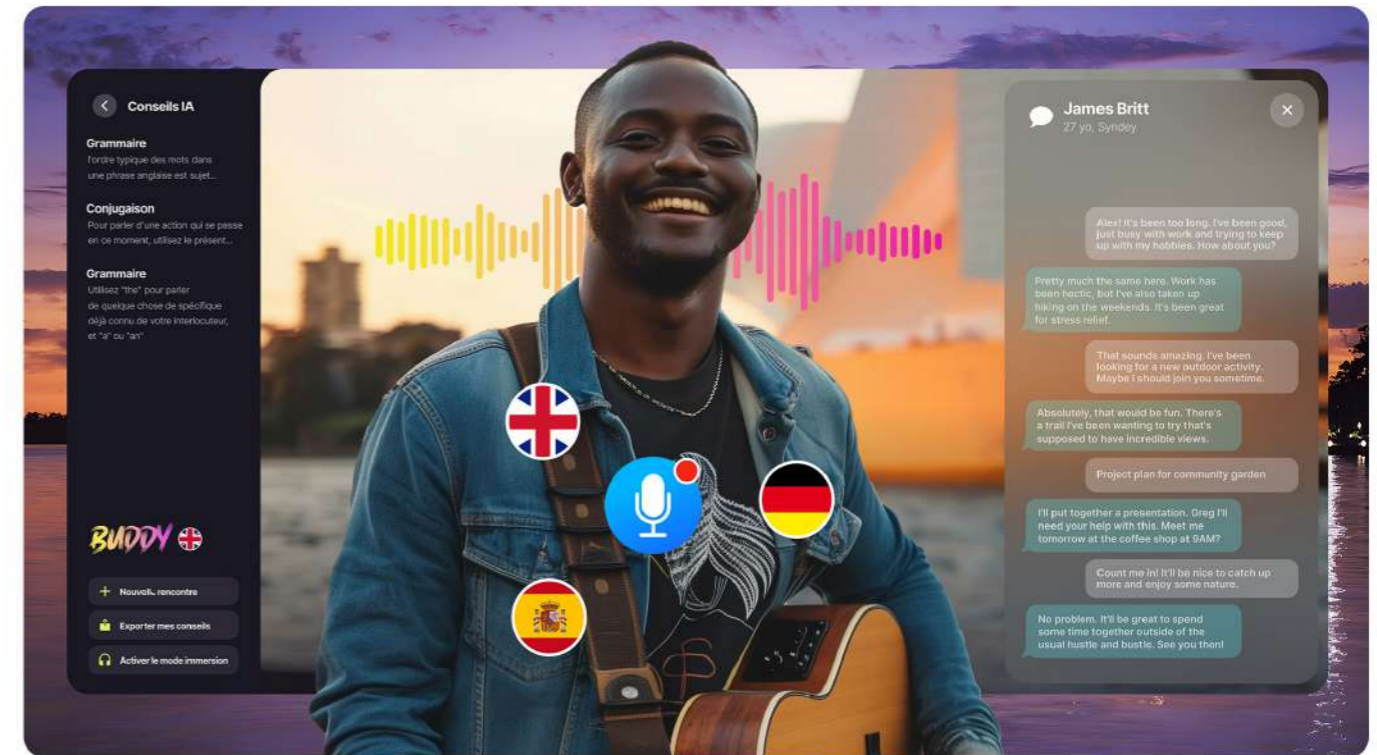 Conseils IA
Grammaire
l'ordre typique des mots dans
une phrase anglaise est sujet...
Conjugaison
Pour parler d'une action qui se passe
en ce moment, utilisez le présent...
Grammaire
Utilisez "the" pour parler
de quelque chose de spécifique
déjà connu de votre interlocuteur,
et "a" ou "an"
BUDDY
Nouvell. rencontre
Exporter mes conseils
Activer le mode immersion
James Britt
27 yo, Syndey
Alex! It's been too long. I've been good,
just busy with work and trying to keep
up with my hobbies. How about you?
Pretty much the same here. Work has
been hectic, but I've also taken up
hiking on the weekends. It's been great
for stress relief.
That sounds amazing. I've been
looking for a new outdoor activity.
Maybe I should join you sometime.
Absolutely, that would be fun. There's
a trail I've been wanting to try that's
supposed to have incredible views.
Project plan for community garden
I'll put together a presentation. Greg I'll
need your help with this. Meet me
tomorrow at the coffee shop at 9AM?
Count me in! It'll be nice to catch up
more and enjoy some nature.
No problem. It'll be great to spend
some time together outside of the
usual hustle and bustle. See you then!